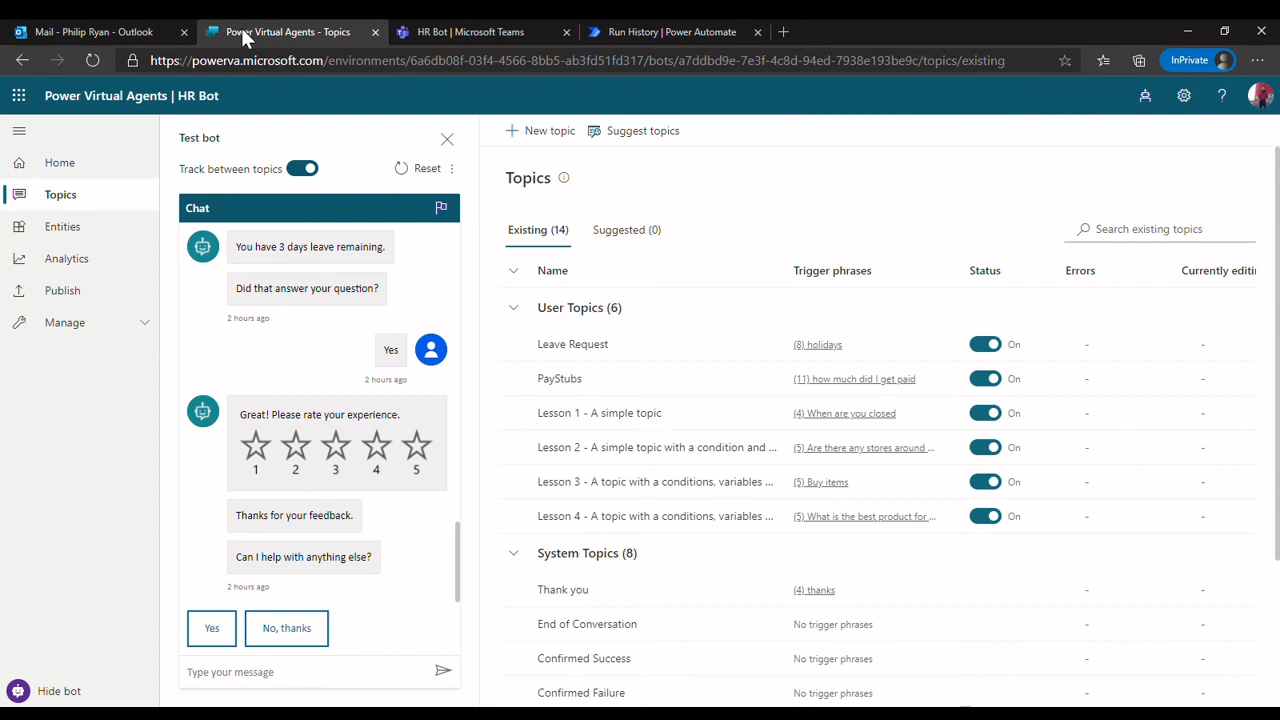 Mail - Philip Ryan - Outlook
Power Virtual Agents - Topics
HR Bot | Microsoft Teams
Run History | Power Automate
https://powerva.microsoft.com/environments/6a6db08f-03f4-4566-8bb5-ab3fd51fd317/bots/a7ddbd9e-7e3f-4c8d-94ed-7938e193be9c/topics/existing
InPrivate
Power Virtual Agents | HR Bot
Home
Topics
Entities
Analytics
Publish
Manage
Hide bot
Test bot
Track between topics
Reset
Chat
You have 3 days leave remaining.
Did that answer your question?
2 hours ago
Yes
2 hours ago
Great! Please rate your experience.
1 2 3 4 5
Thanks for your feedback.
Can I help with anything else?
2 hours ago
Yes
No, thanks
Type your message
New topic
Suggest topics
Topics
Existing (14)
Suggested (0)
Search existing topics
Name Trigger phrases Status Errors Currently editi
User Topics (6)
Leave Request (8) holidays On - -
PayStubs (11) how much did I get paid On - -
Lesson 1 - A simple topic (4) When are you closed On - -
Lesson 2 - A simple topic with a condition and ... (5) Are there any stores around ... On - -
Lesson 3 - A topic with a conditions, variables ... (5) Buy items On - -
Lesson 4 - A topic with a conditions, variables ... (5) What is the best product for ... On - -
System Topics (8)
Thank you (4) thanks - -
End of Conversation No trigger phrases - -
Confirmed Success No trigger phrases - -
Confirmed Failure No trigger phrases - -